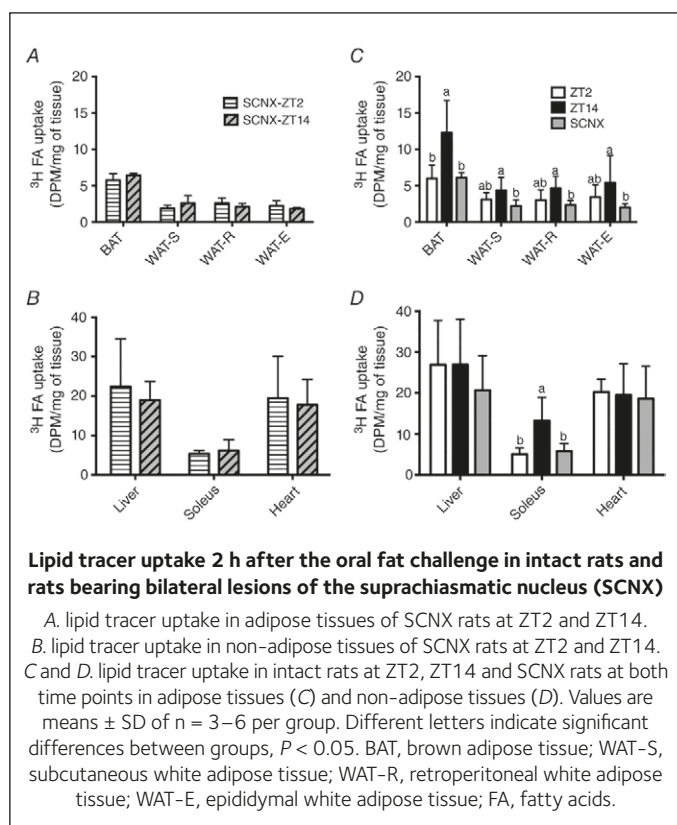 A
20
15
10
5
0
³H FA uptake
(DPM/mg of tissue)
SCNX-ZT2
SCNX-ZT14
BAT
WAT-S
WAT-R
WAT-E
C
20
15
10
5
0
³H FA uptake
(DPM/mg of tissue)
ZT2
ZT14
SCNX
b a b
ab a b
ab a b
ab a b
BAT
WAT-S
WAT-R
WAT-E
B
40
30
20
10
0
³H FA uptake
(DPM/mg of tissue)
Liver
Soleus
Heart
D
40
30
20
10
0
³H FA uptake
(DPM/mg of tissue)
b a b
Liver
Soleus
Heart
Lipid tracer uptake 2 h after the oral fat challenge in intact rats and
rats bearing bilateral lesions of the suprachiasmatic nucleus (SCNX)
A. lipid tracer uptake in adipose tissues of SCNX rats at ZT2 and ZT14.
B. lipid tracer uptake in non-adipose tissues of SCNX rats at ZT2 and ZT14.
C and D. lipid tracer uptake in intact rats at ZT2, ZT14 and SCNX rats at both
time points in adipose tissues (C) and non-adipose tissues (D). Values are
means ± SD of n = 3–6 per group. Different letters indicate significant
differences between groups, P < 0.05. BAT, brown adipose tissue; WAT-S,
subcutaneous white adipose tissue; WAT-R, retroperitoneal white adipose
tissue; WAT-E, epididymal white adipose tissue; FA, fatty acids.